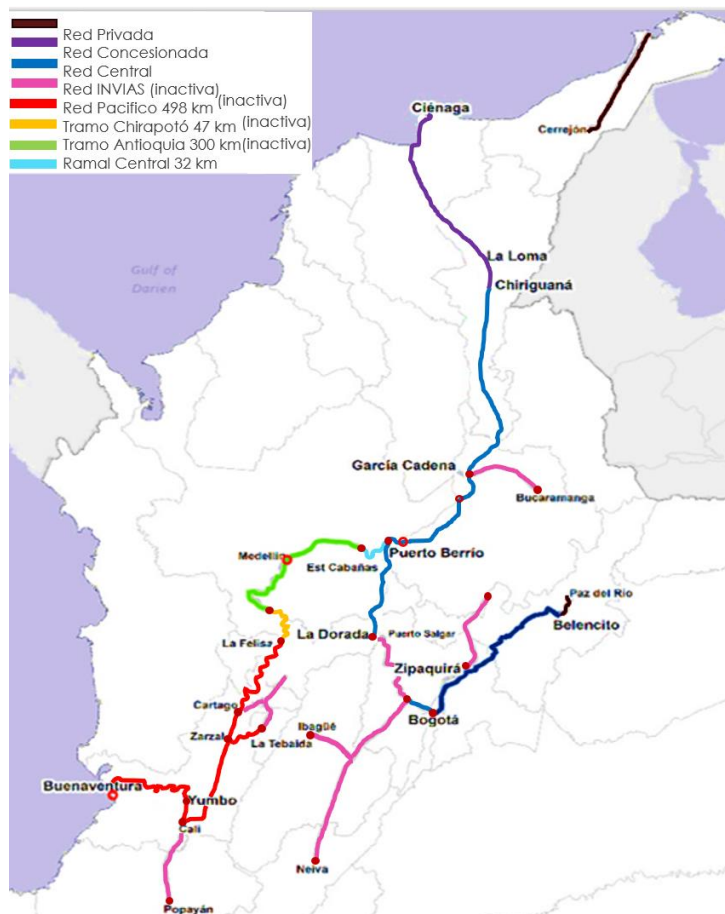 Red Privada
Red Concesionada
Red Central
Red INVIAS (inactiva)
Red Pacifico 498 km (inactiva)
Tramo Chirapotó 47 km (inactiva)
Tramo Antioquia 300 km(inactiva)
Ramal Central 32 km
Ciénaga
Cerrejón
La Loma
Gulf of
Darien
Chiriguaná
García Cadena
Bucaramanga
Medellín
Puerto Berrío
Est Cabañas
Paz del Río
La Felisa
La Dorada
Puerto Salgar
Belencito
Zipaquirá
Cartago
Bogotá
Zarzal
La Tebaida
Ibagüé
Buenaventura
Yumbo
Cali
Neiva
Popayán